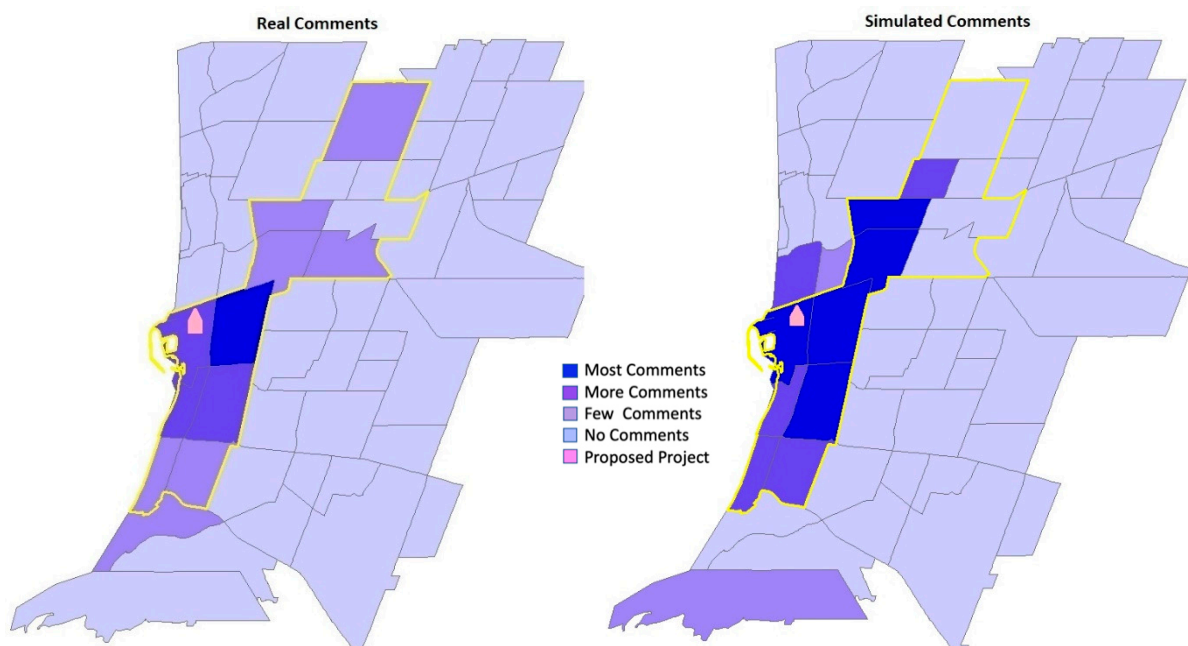 Real Comments
Simulated Comments
Most Comments
More Comments
Few Comments
No Comments
Proposed Project